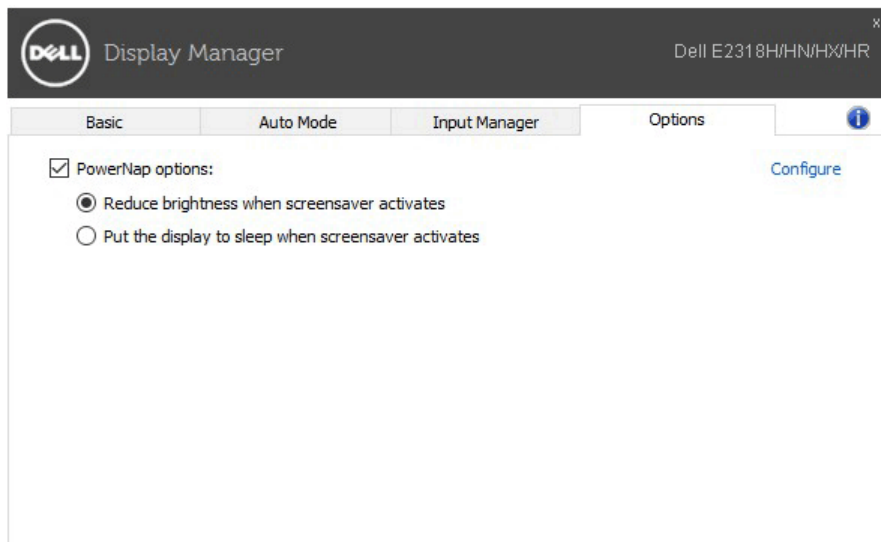 x
DELL Display Manager
Dell E2318H/HN/HX/HR
Basic Auto Mode Input Manager Options i
PowerNap options: Configure
Reduce brightness when screensaver activates
Put the display to sleep when screensaver activates